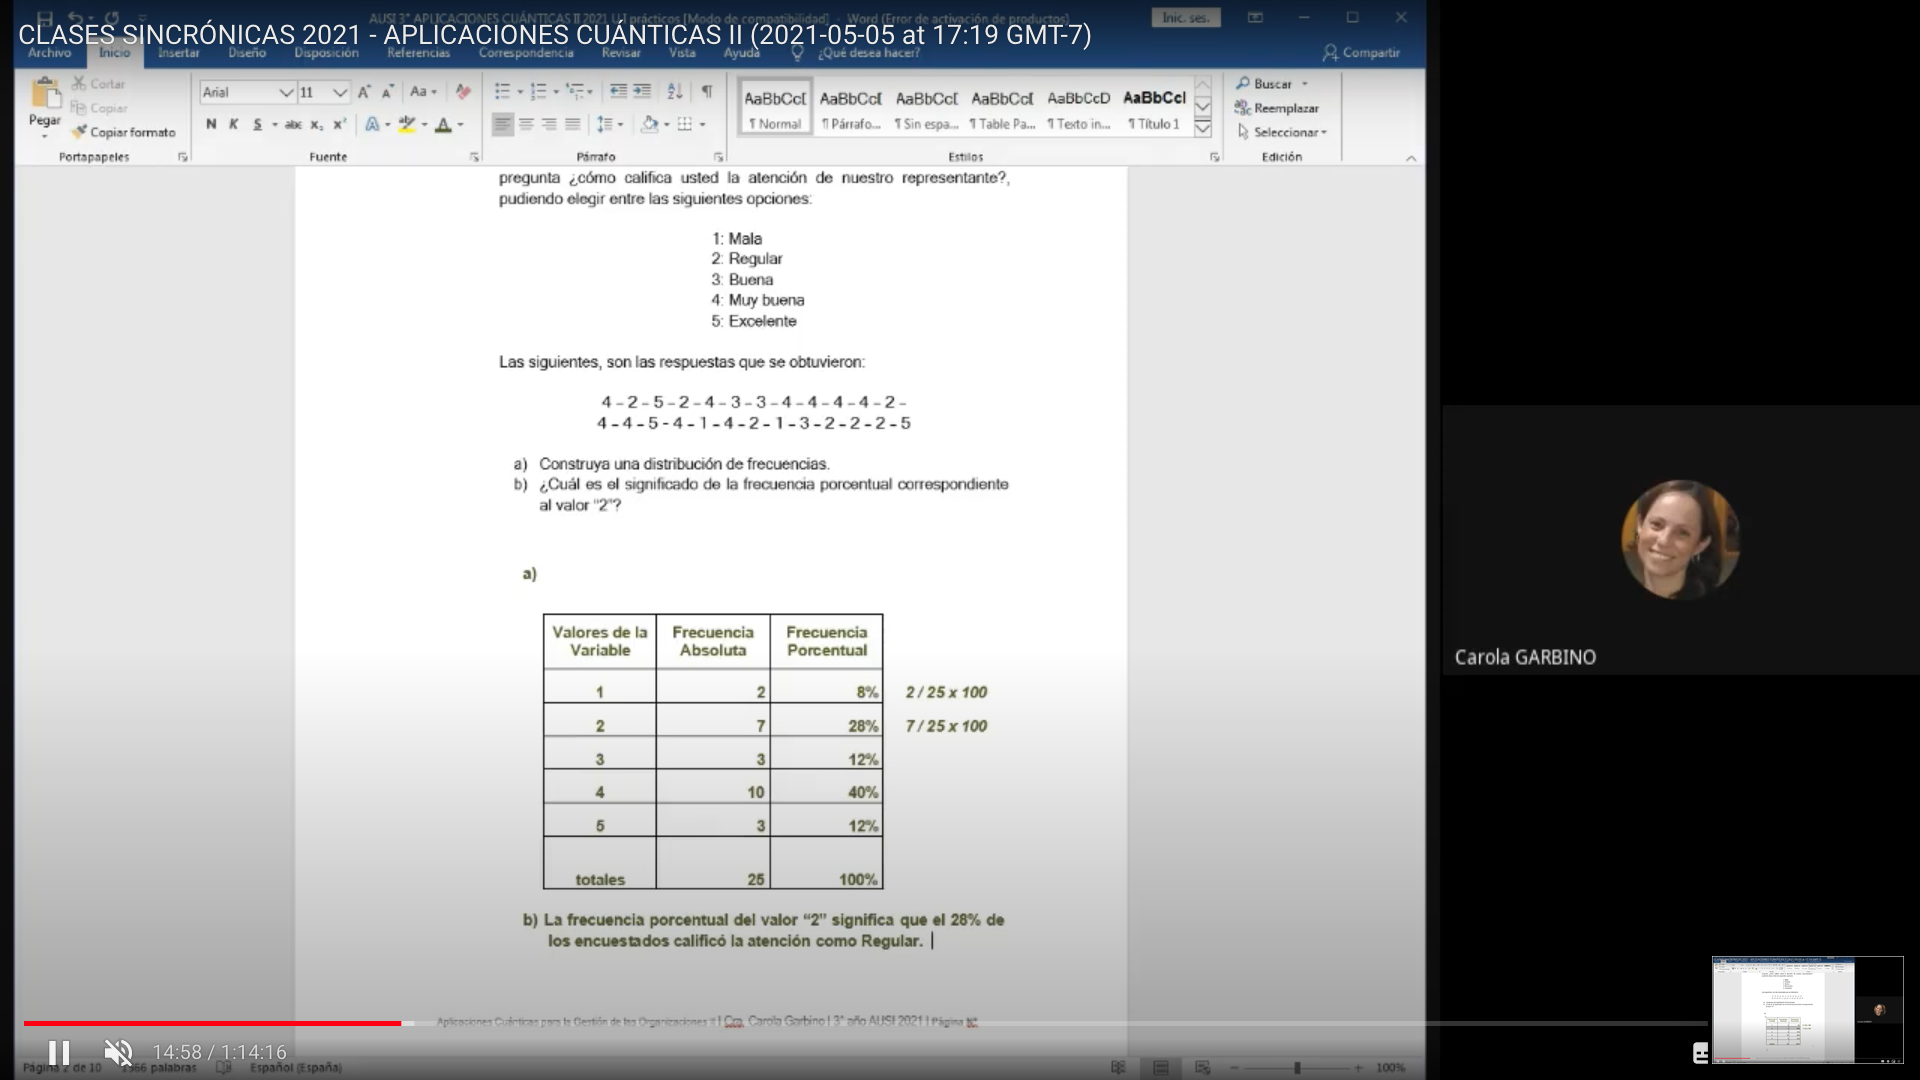 AUSI 3° APLICACIONES CUÁNTICAS II 2021 U.I prácticos [Modo de compatibilidad] - Word (Error de activación de productos)
Inic. ses.
CLASES SINCRÓNICAS 2021 - APLICACIONES CUÁNTICAS II (2021-05-05 at 17:19 GMT-7)
Archivo Inicio Insertar Diseño Disposición Referencias Correspondencia Revisar Vista Ayuda ¿Qué desea hacer? Compartir
Pegar
Cortar
Copiar
Copiar formato
Portapapeles
Arial 11 Aa
N K S abc x₂ x²
Fuente
Párrafo
AaBbCcI AaBbCcI AaBbCcI AaBbCcI AaBbCcD AaBbCcI
¶ Normal ¶ Párrafo... ¶ Sin espa... ¶ Table Pa... ¶ Texto in... ¶ Título 1
Estilos
Buscar
Reemplazar
Seleccionar
Edición
pregunta ¿cómo califica usted la atención de nuestro representante?,
pudiendo elegir entre las siguientes opciones:
1: Mala
2: Regular
3: Buena
4: Muy buena
5: Excelente
Las siguientes, son las respuestas que se obtuvieron:
4 – 2 – 5 – 2 – 4 – 3 – 3 – 4 – 4 – 4 – 4 – 2 –
4 – 4 – 5 - 4 – 1 – 4 – 2 – 1 – 3 – 2 – 2 – 2 – 5
a) Construya una distribución de frecuencias.
b) ¿Cuál es el significado de la frecuencia porcentual correspondiente
al valor "2"?
a)
Valores de la Variable Frecuencia Absoluta Frecuencia Porcentual
1 2 8% 2 / 25 x 100
2 7 28% 7 / 25 x 100
3 3 12%
4 10 40%
5 3 12%
totales 25 100%
b) La frecuencia porcentual del valor “2” significa que el 28% de
los encuestados calificó la atención como Regular.
Aplicaciones Cuánticas para la Gestión de las Organizaciones II | Cra. Carola Garbino | 3° año AUSI 2021 | Página
14:58 / 1:14:16
Página 2 de 10 1566 palabras Español (España) 100%
Carola GARBINO